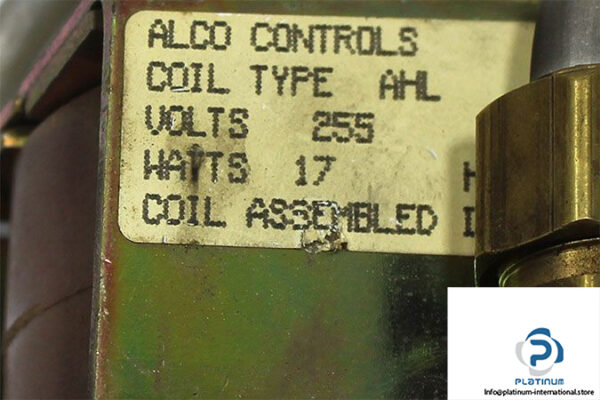 ALCO CONTROLS
COIL TYPE AHL
VOLTS 255
WATTS 17 H
COIL ASSEMBLED I
PLATINUM
Info@platinum-international.store